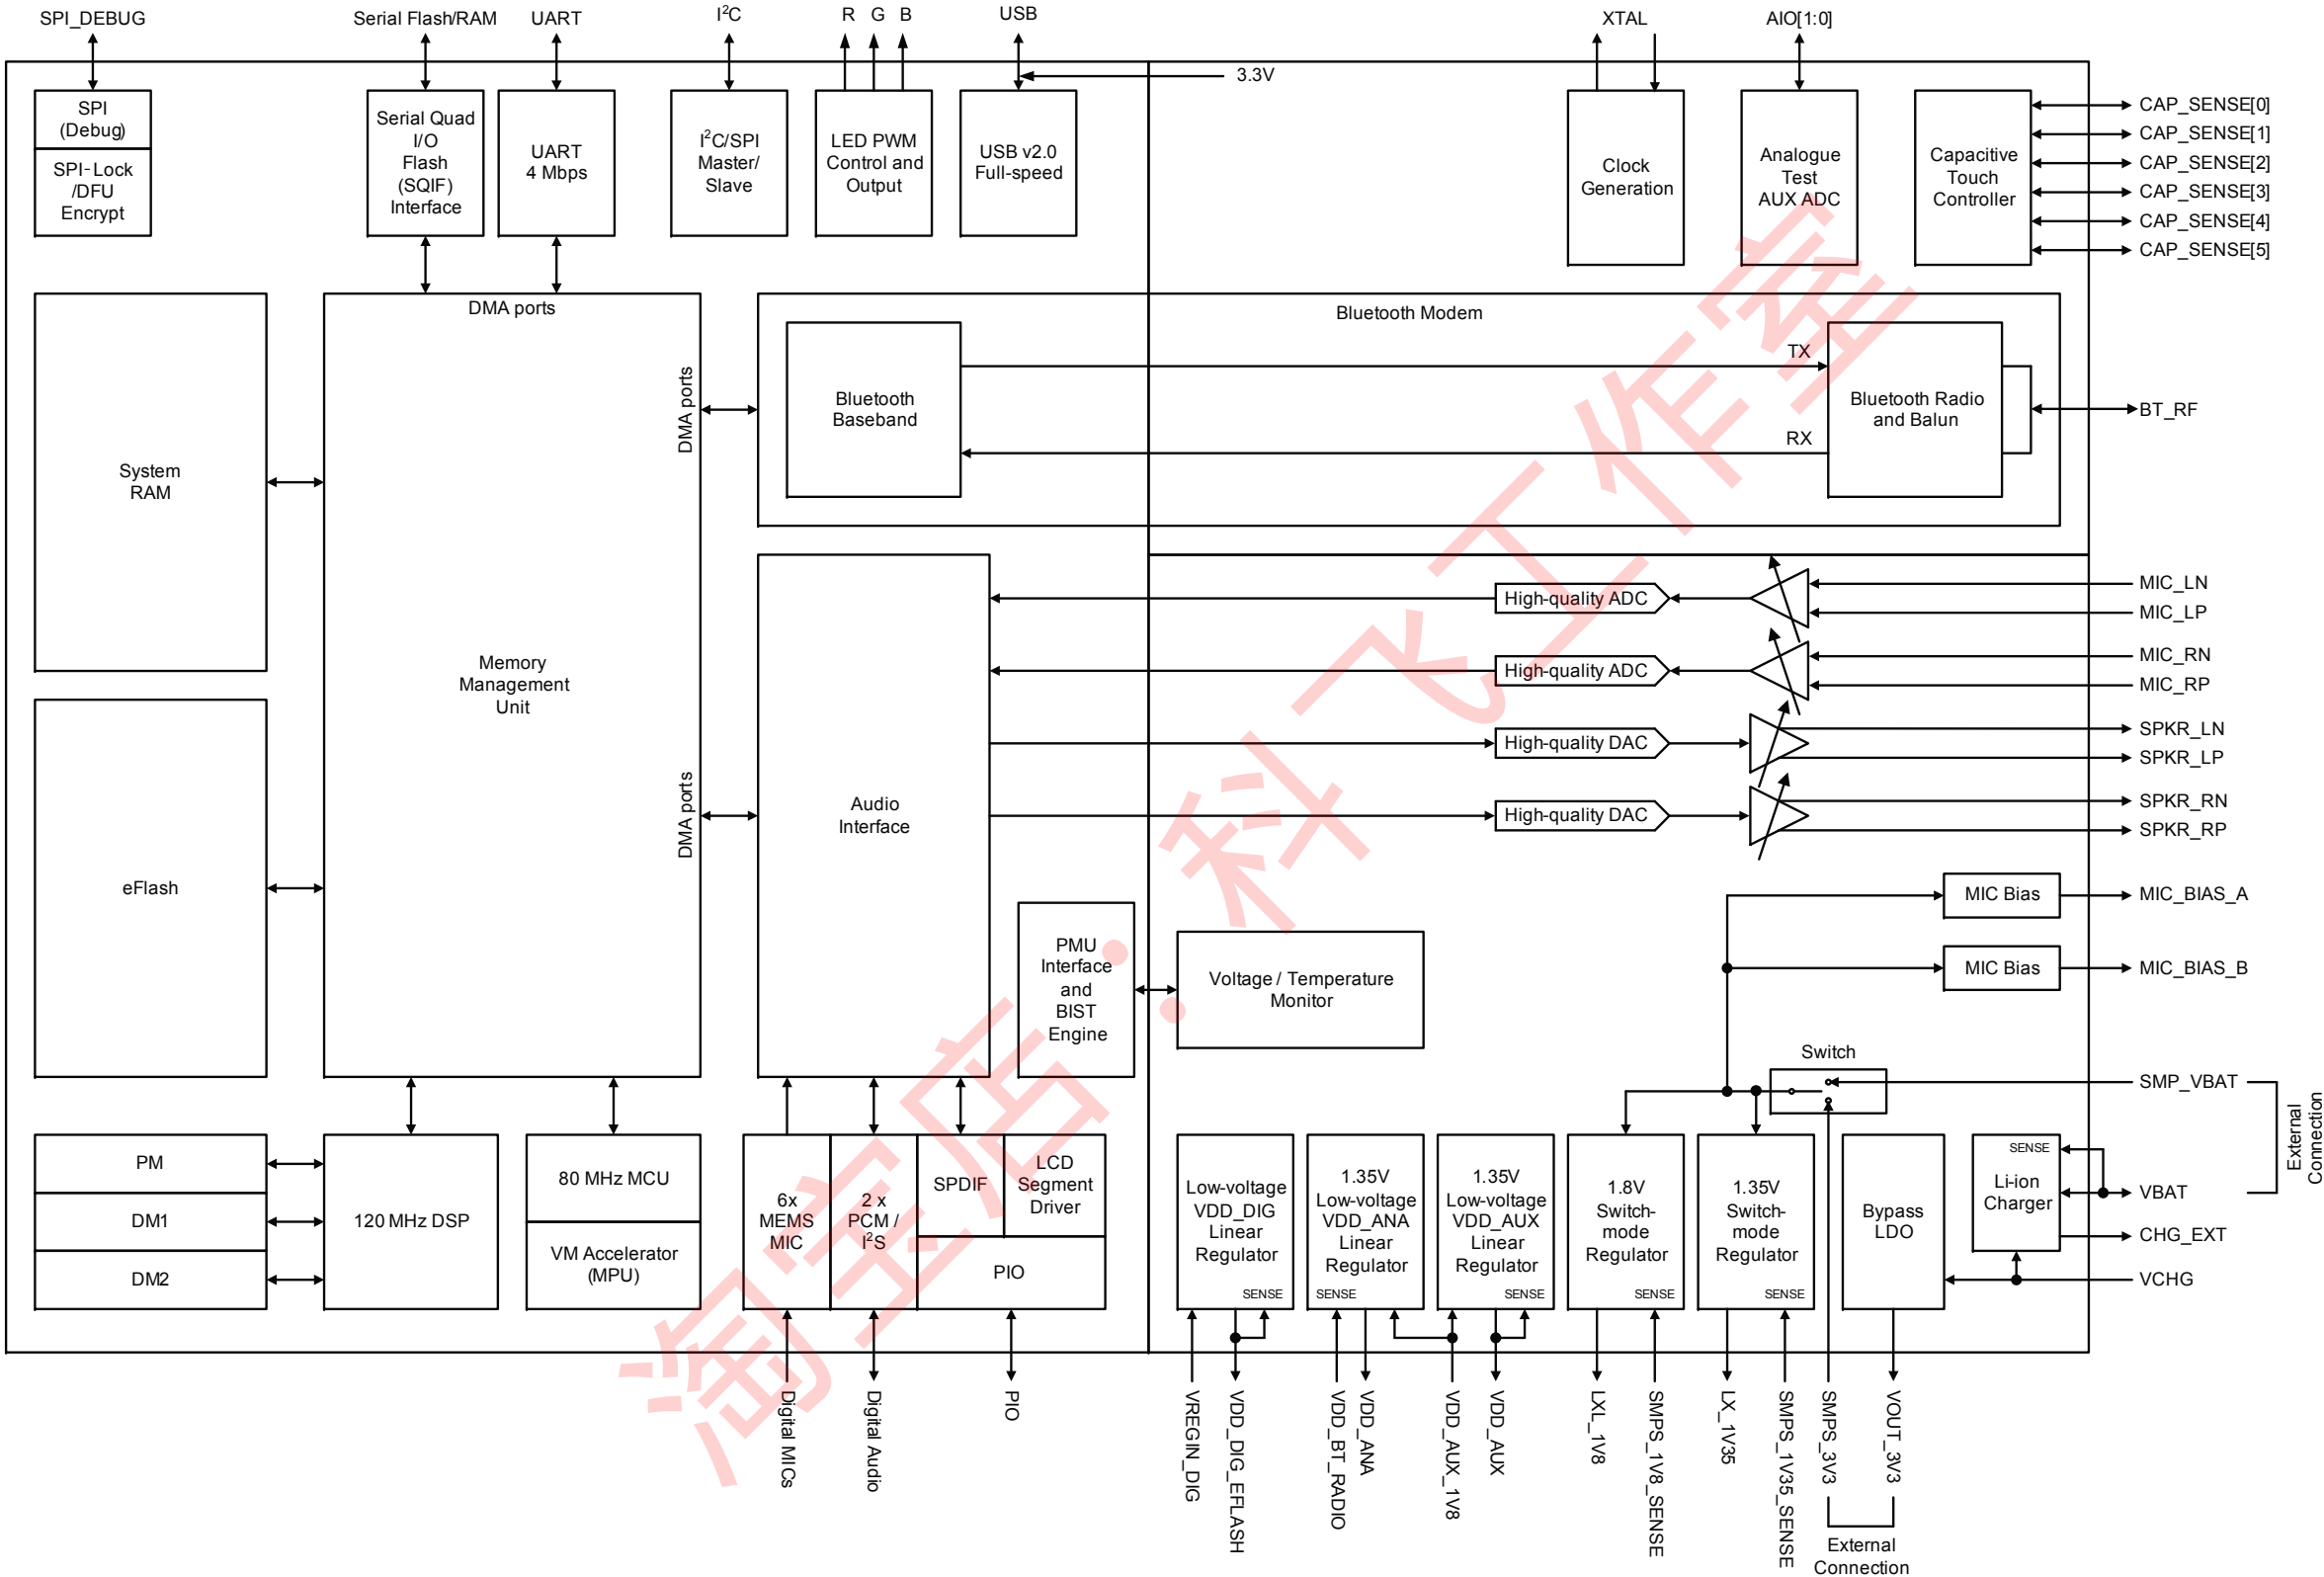 SPI_DEBUG
Serial Flash/RAM
UART
I²C
R G B
USB
XTAL
AIO[1:0]
3.3V
SPI
(Debug)
SPI-Lock
/DFU
Encrypt
Serial Quad
I/O
Flash
(SQIF)
Interface
UART
4 Mbps
I²C/SPI
Master/
Slave
LED PWM
Control and
Output
USB v2.0
Full-speed
Clock
Generation
Analogue
Test
AUX ADC
Capacitive
Touch
Controller
CAP_SENSE[0]
CAP_SENSE[1]
CAP_SENSE[2]
CAP_SENSE[3]
CAP_SENSE[4]
CAP_SENSE[5]
System
RAM
eFlash
DMA ports
DMA ports
DMA ports
Memory
Management
Unit
Bluetooth Modem
Bluetooth
Baseband
TX
RX
Bluetooth Radio
and Balun
BT_RF
Audio
Interface
High-quality ADC
High-quality ADC
High-quality DAC
High-quality DAC
MIC_LN
MIC_LP
MIC_RN
MIC_RP
SPKR_LN
SPKR_LP
SPKR_RN
SPKR_RP
MIC Bias
MIC_BIAS_A
MIC Bias
MIC_BIAS_B
PMU
Interface
and
BIST
Engine
Voltage / Temperature
Monitor
Switch
SMP_VBAT
External
Connection
PM
DM1
DM2
120 MHz DSP
80 MHz MCU
VM Accelerator
(MPU)
6x
MEMS
MIC
2 x
PCM /
I²S
SPDIF
LCD
Segment
Driver
PIO
Low-voltage
VDD_DIG
Linear
Regulator
SENSE
1.35V
Low-voltage
VDD_ANA
Linear
Regulator
SENSE
1.35V
Low-voltage
VDD_AUX
Linear
Regulator
SENSE
1.8V
Switch-
mode
Regulator
SENSE
1.35V
Switch-
mode
Regulator
SENSE
Bypass
LDO
SENSE
Li-ion
Charger
VBAT
CHG_EXT
VCHG
Digital MICs
Digital Audio
PIO
VREGIN_DIG
VDD_DIG_EFLASH
VDD_BT_RADIO
VDD_ANA
VDD_AUX_1V8
VDD_AUX
LXL_1V8
SMPS_1V8_SENSE
LX_1V35
SMPS_1V35_SENSE
SMPS_3V3
VOUT_3V3
External
Connection
淘宝店：科飞工作室